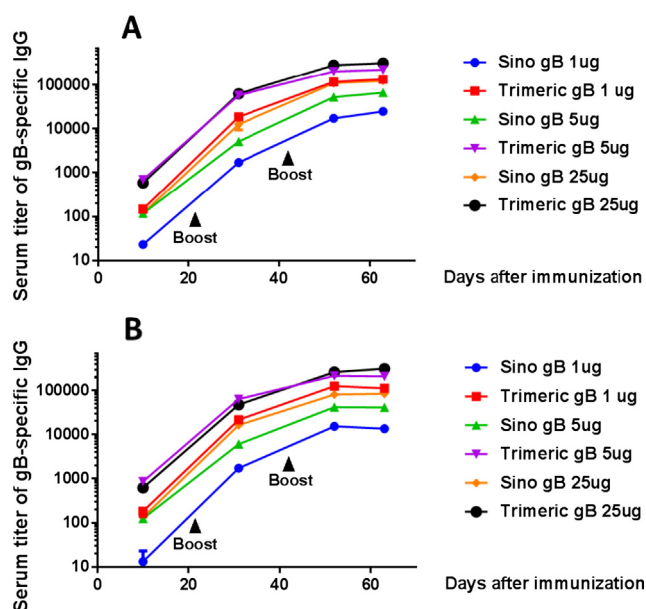 A
Serum titer of gB-specific IgG
100000
10000
1000
100
10
0
20
40
60
Boost
Boost
Days after immunization
Sino gB 1ug
Trimeric gB 1 ug
Sino gB 5ug
Trimeric gB 5ug
Sino gB 25ug
Trimeric gB 25ug
B
Serum titer of gB-specific IgG
100000
10000
1000
100
10
0
20
40
60
Boost
Boost
Days after immunization
Sino gB 1ug
Trimeric gB 1 ug
Sino gB 5ug
Trimeric gB 5ug
Sino gB 25ug
Trimeric gB 25ug